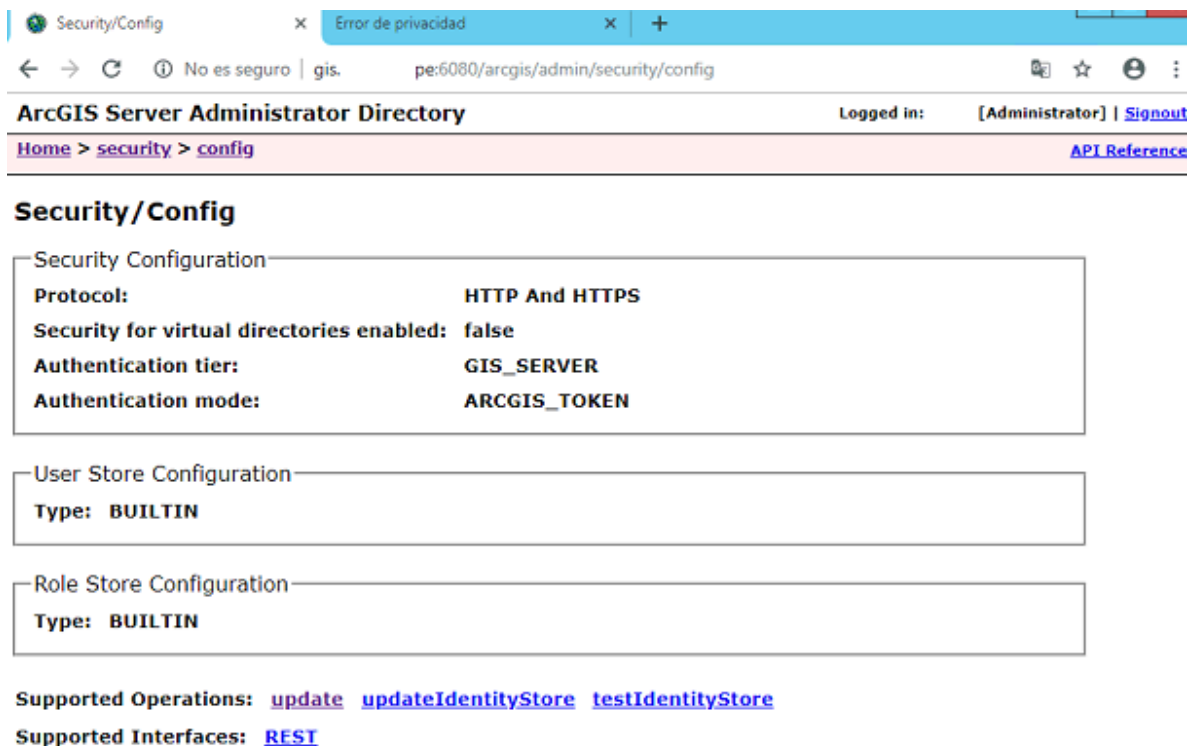 Security/Config Error de privacidad
No es seguro gis. pe:6080/arcgis/admin/security/config
ArcGIS Server Administrator Directory Logged in: [Administrator] | Signout
Home > security > config API Reference
Security/Config
Security Configuration
Protocol: HTTP And HTTPS
Security for virtual directories enabled: false
Authentication tier: GIS_SERVER
Authentication mode: ARCGIS_TOKEN
User Store Configuration
Type: BUILTIN
Role Store Configuration
Type: BUILTIN
Supported Operations: update updateIdentityStore testIdentityStore
Supported Interfaces: REST